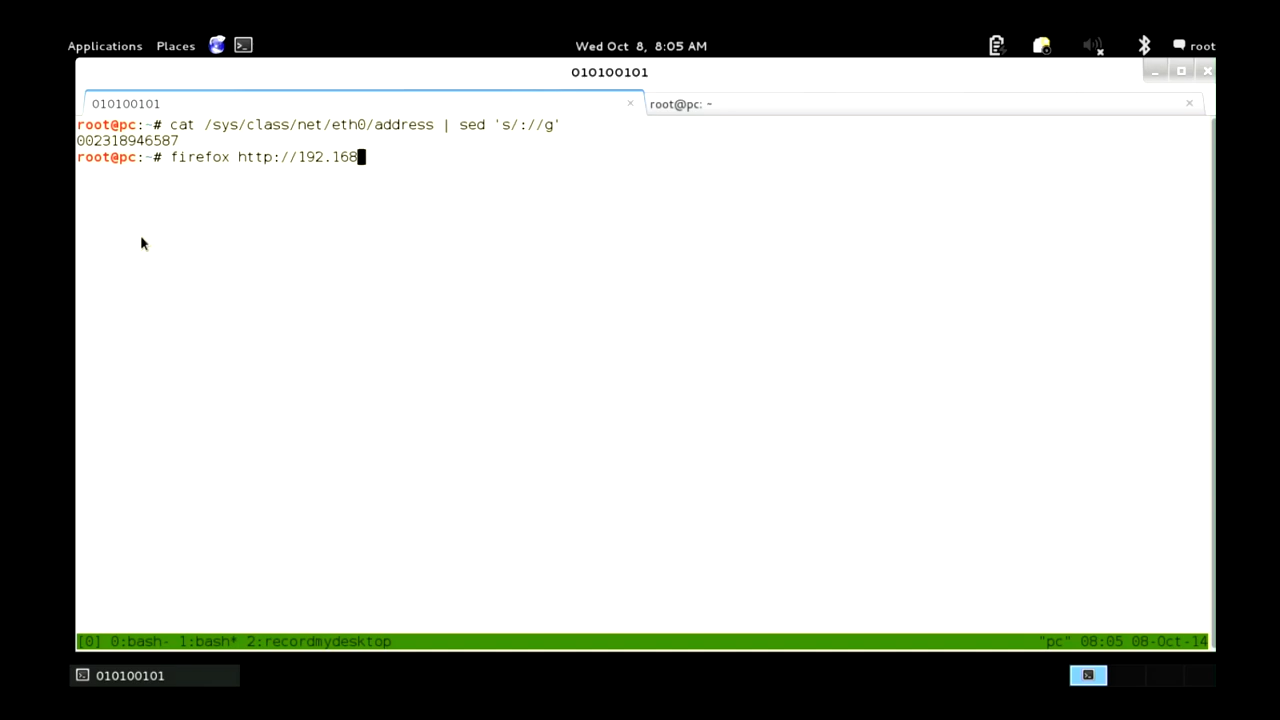 Applications Places Wed Oct 8, 8:05 AM root
010100101
010100101 root@pc: ~
root@pc:~# cat /sys/class/net/eth0/address | sed 's/://g'
002318946587
root@pc:~# firefox http://192.168
[0] 0:bash- 1:bash* 2:recordmydesktop "pc" 08:05 08-Oct-14
010100101